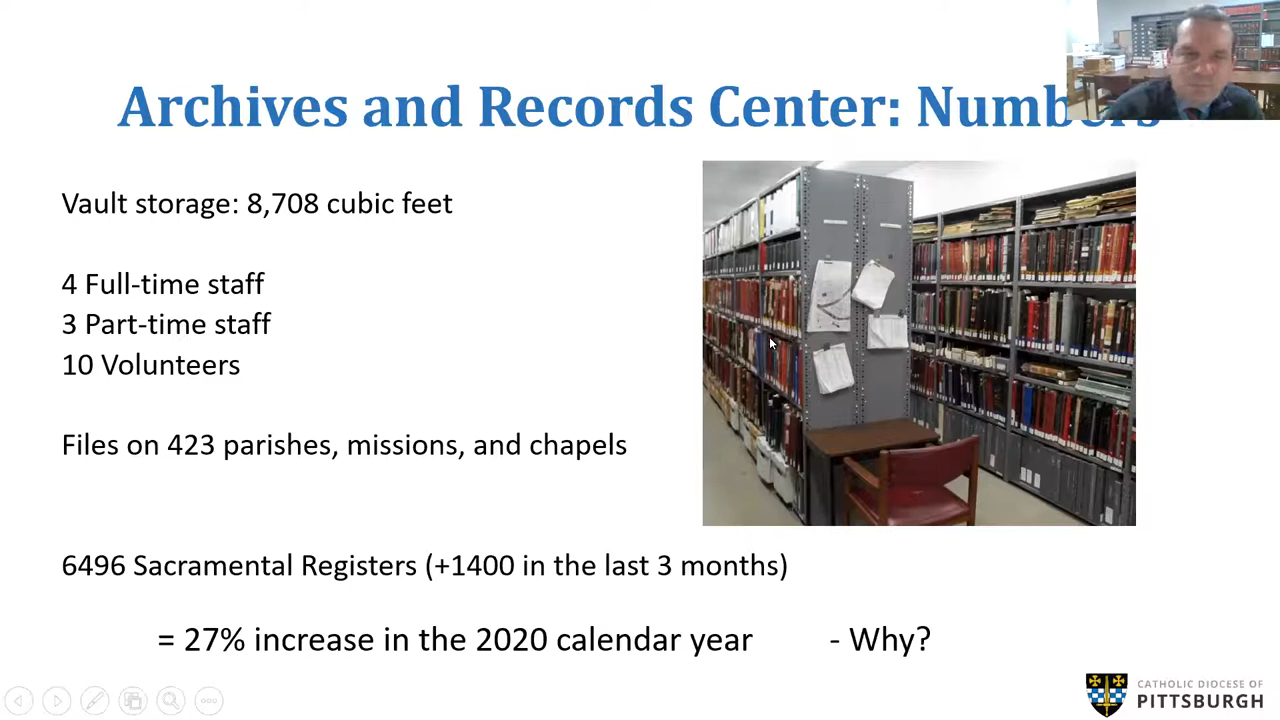 Archives and Records Center: Numbers
Vault storage: 8,708 cubic feet
4 Full-time staff
3 Part-time staff
10 Volunteers
Files on 423 parishes, missions, and chapels
6496 Sacramental Registers (+1400 in the last 3 months)
= 27% increase in the 2020 calendar year - Why?
CATHOLIC DIOCESE OF
PITTSBURGH